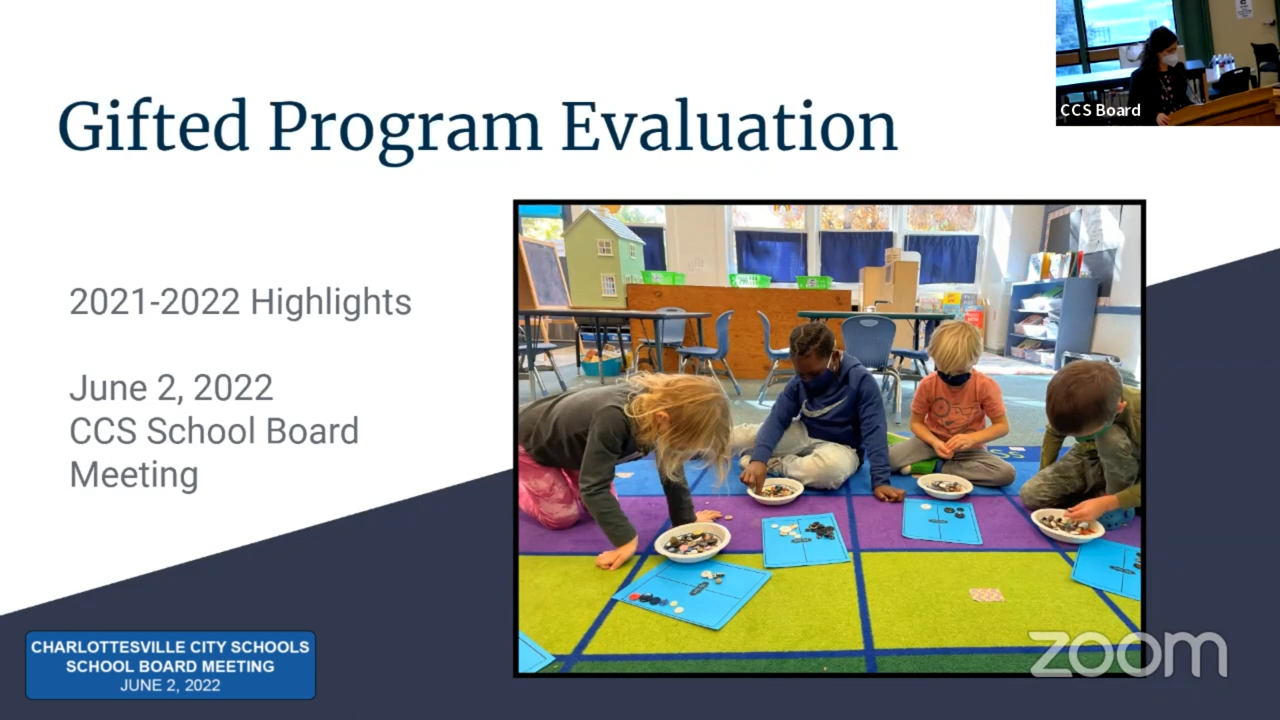 Gifted Program Evaluation
CCS Board
2021-2022 Highlights
June 2, 2022
CCS School Board
Meeting
CHARLOTTESVILLE CITY SCHOOLS
SCHOOL BOARD MEETING
JUNE 2, 2022
zoom